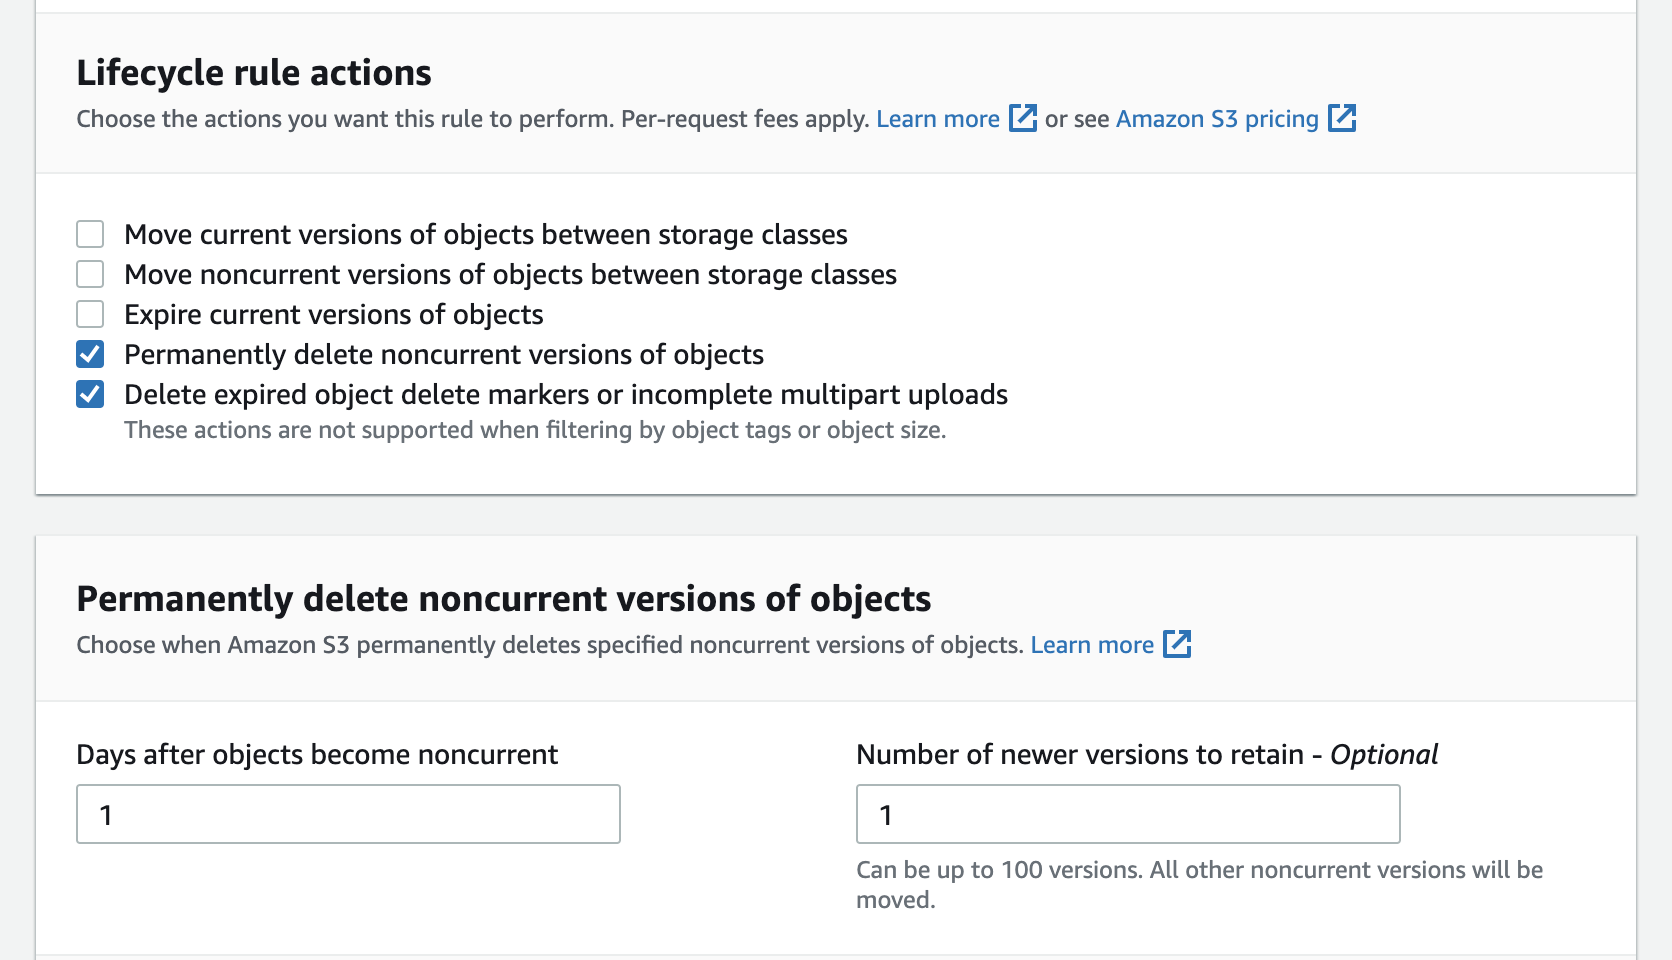 Lifecycle rule actions
Choose the actions you want this rule to perform. Per-request fees apply. Learn more or see Amazon S3 pricing
Move current versions of objects between storage classes
Move noncurrent versions of objects between storage classes
Expire current versions of objects
Permanently delete noncurrent versions of objects
Delete expired object delete markers or incomplete multipart uploads
These actions are not supported when filtering by object tags or object size.
Permanently delete noncurrent versions of objects
Choose when Amazon S3 permanently deletes specified noncurrent versions of objects. Learn more
Days after objects become noncurrent
1
Number of newer versions to retain - Optional
1
Can be up to 100 versions. All other noncurrent versions will be
moved.